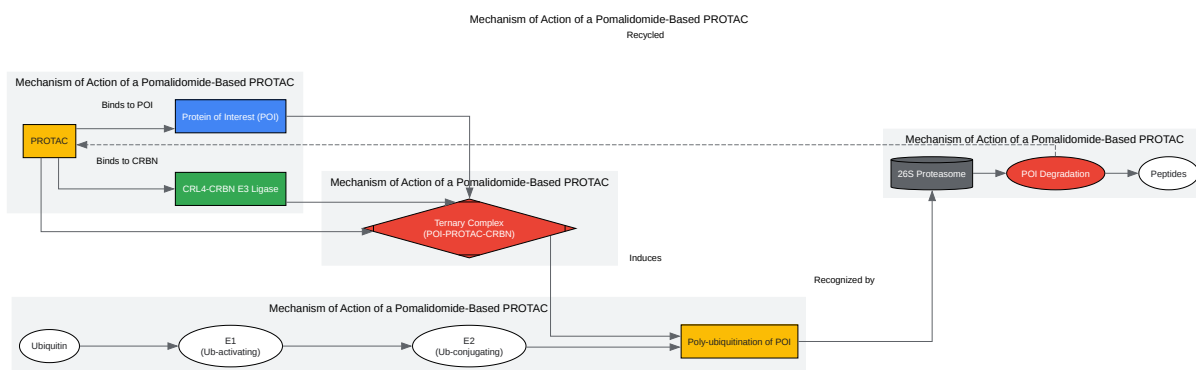 Mechanism of Action of a Pomalidomide-Based PROTAC
Recycled
Mechanism of Action of a Pomalidomide-Based PROTAC
Binds to POI
Protein of Interest (POI)
PROTAC
Binds to CRBN
CRL4-CRBN E3 Ligase
Mechanism of Action of a Pomalidomide-Based PROTAC
Ternary Complex
(POI-PROTAC-CRBN)
Mechanism of Action of a Pomalidomide-Based PROTAC
26S Proteasome
POI Degradation
Peptides
Induces
Recognized by
Mechanism of Action of a Pomalidomide-Based PROTAC
Ubiquitin
E1
(Ub-activating)
E2
(Ub-conjugating)
Poly-ubiquitination of POI